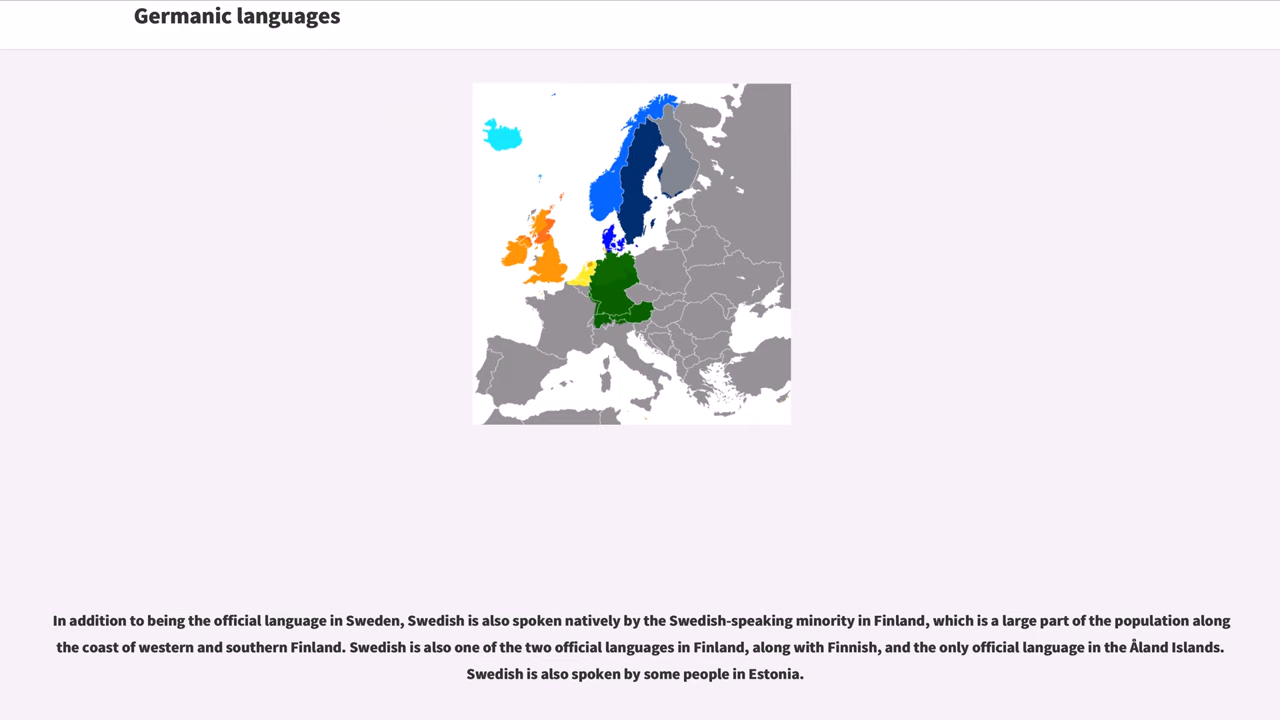 Germanic languages
In addition to being the official language in Sweden, Swedish is also spoken natively by the Swedish-speaking minority in Finland, which is a large part of the population along
the coast of western and southern Finland. Swedish is also one of the two official languages in Finland, along with Finnish, and the only official language in the Åland Islands.
Swedish is also spoken by some people in Estonia.